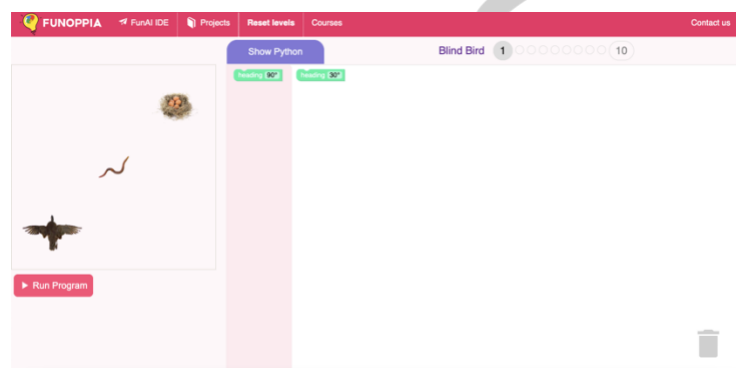 FUNOPPIA FunAI IDE Projects Reset levels Courses Contact us
Show Python Blind Bird 1 10
heading 90° heading 30°
Run Program